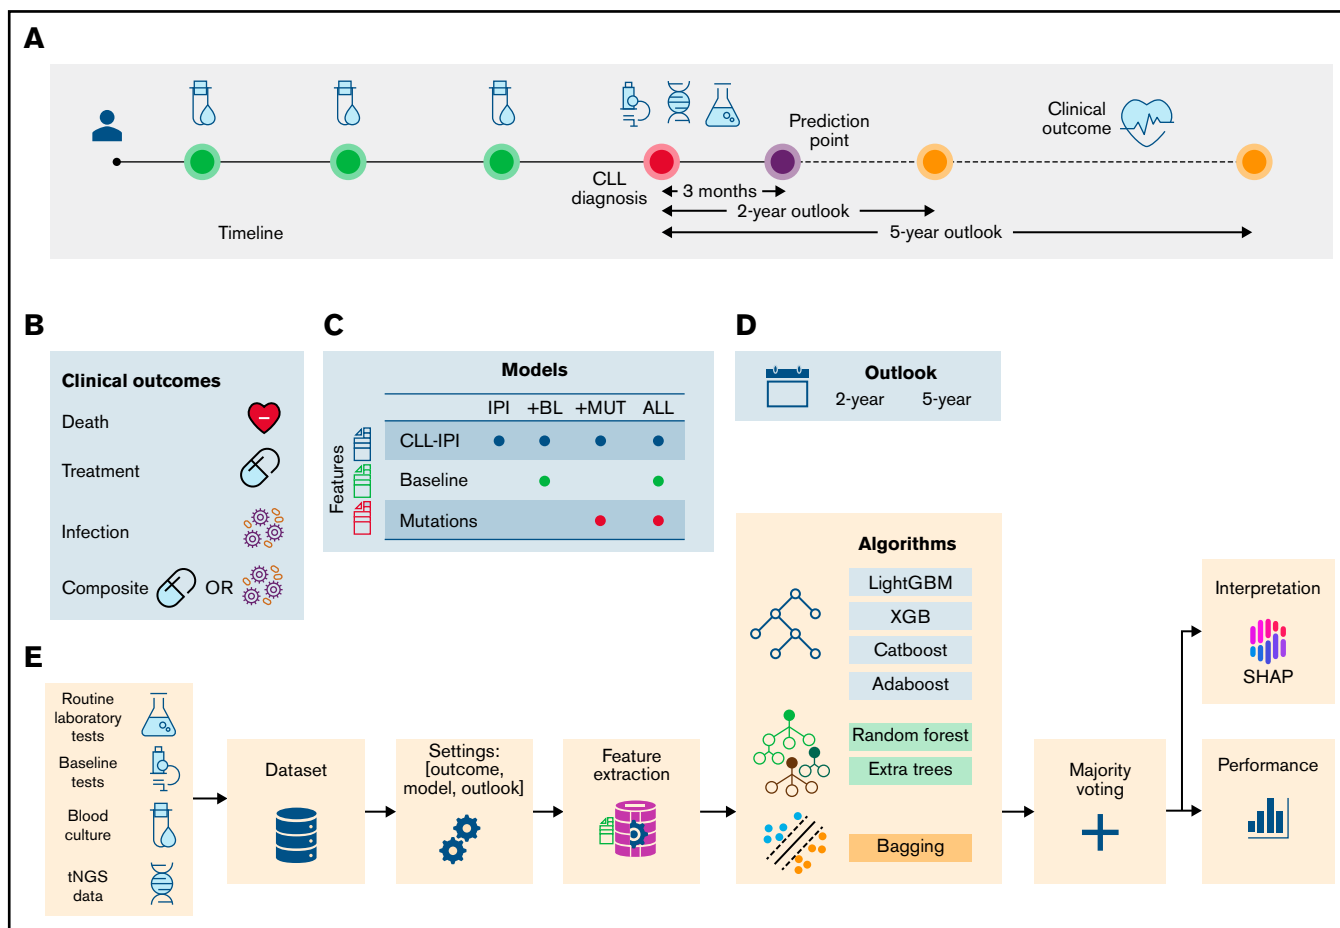 A
Prediction
point
Clinical
outcome
CLL
diagnosis
3 months
2-year outlook
5-year outlook
Timeline
B
Clinical outcomes
Death
Treatment
Infection
Composite OR
C
Models
IPI +BL +MUT ALL
Features
CLL-IPI
Baseline
Mutations
D
Outlook
2-year 5-year
E
Routine
laboratory
tests
Baseline
tests
Blood
culture
tNGS
data
Dataset
Settings:
[outcome,
model, outlook]
Feature
extraction
Algorithms
LightGBM
XGB
Catboost
Adaboost
Random forest
Extra trees
Bagging
Majority
voting
Interpretation
SHAP
Performance